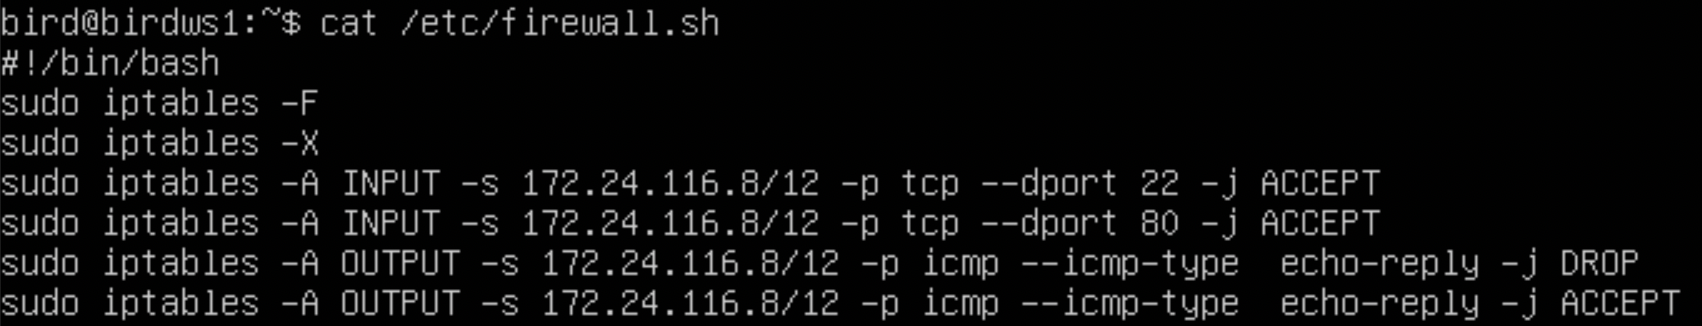 bird@birdws1:~$ cat /etc/firewall.sh
#!/bin/bash
sudo iptables -F
sudo iptables -X
sudo iptables -A INPUT -s 172.24.116.8/12 -p tcp --dport 22 -j ACCEPT
sudo iptables -A INPUT -s 172.24.116.8/12 -p tcp --dport 80 -j ACCEPT
sudo iptables -A OUTPUT -s 172.24.116.8/12 -p icmp --icmp-type  echo-reply -j DROP
sudo iptables -A OUTPUT -s 172.24.116.8/12 -p icmp --icmp-type  echo-reply -j ACCEPT